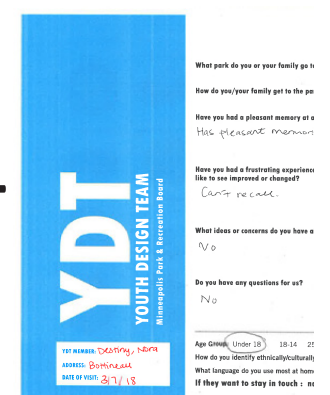 YDT
YOUTH DESIGN TEAM
Minneapolis Park & Recreation Board
YDT MEMBER: Destiny, Nora
ADDRESS: Bottineau
DATE OF VISIT: 3/7/18
What park do you or your family go t
How do you/your family get to the pa
Have you had a pleasant memory at a
Has pleasant memor
Have you had a frustrating experienc
like to see improved or changed?
Can't recall.
What ideas or concerns do you have a
No
Do you have any questions for us?
No
Age Group: Under 18 18-14 25
How do you identify ethnically/culturall
What language do you use most at hom
If they want to stay in touch : n